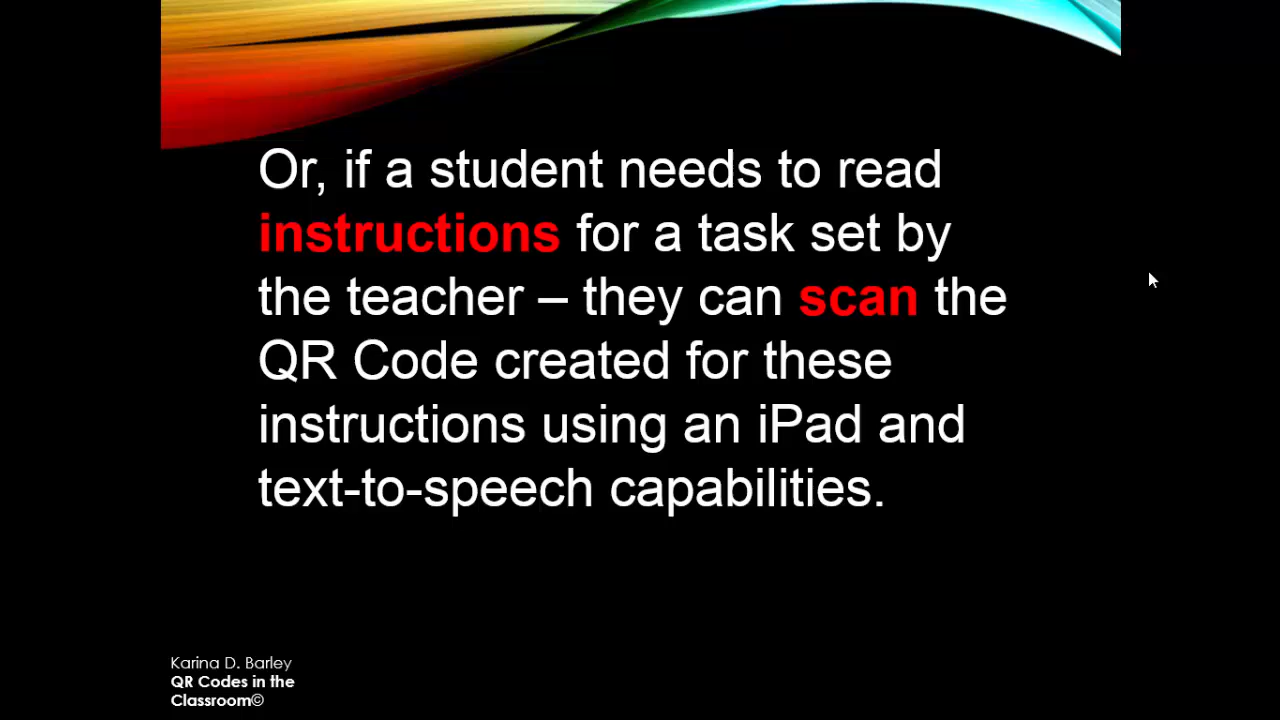 Or, if a student needs to read
instructions for a task set by
the teacher – they can scan the
QR Code created for these
instructions using an iPad and
text-to-speech capabilities.
Karina D. Barley
QR Codes in the
Classroom©